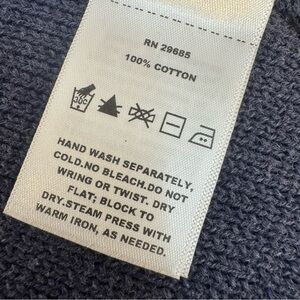 RN 29685
100% COTTON
30°
HAND WASH SEPARATELY,
COLD.NO BLEACH.DO NOT
WRING OR TWIST. DRY
FLAT; BLOCK TO
DRY.STEAM PRESS WITH
WARM IRON, AS NEEDED.